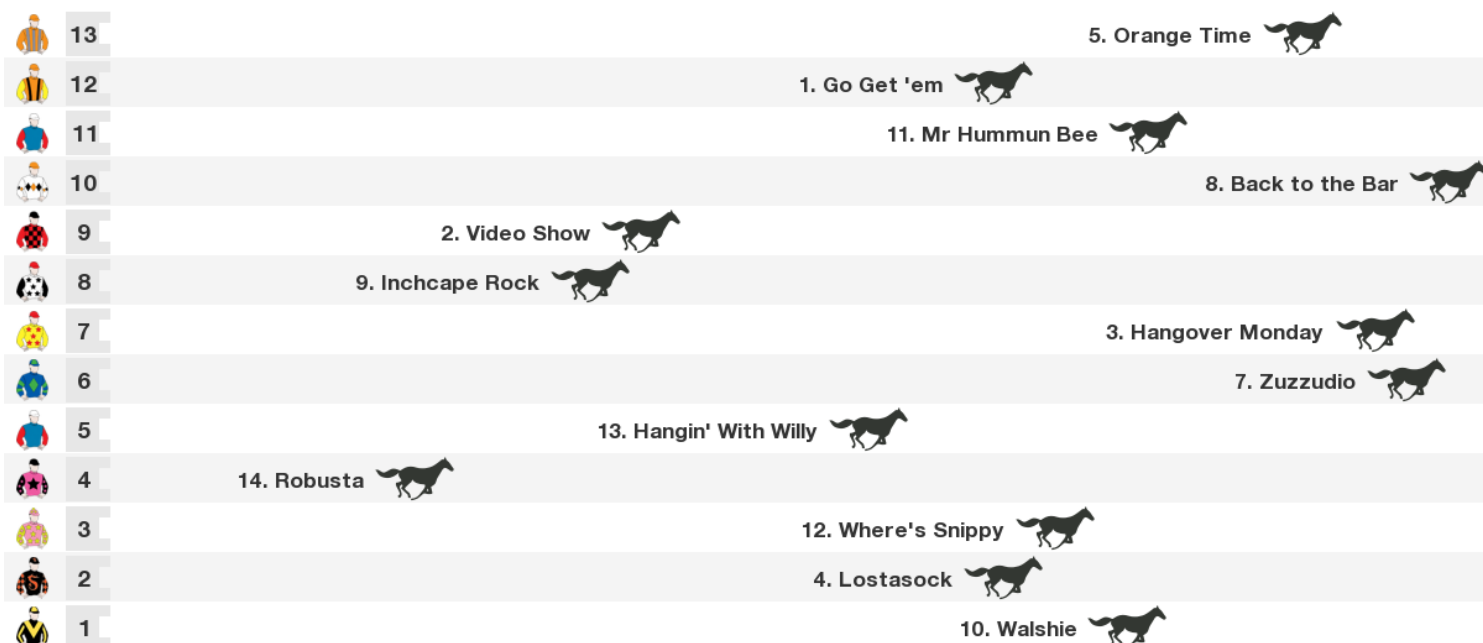 13 5. Orange Time
12 1. Go Get 'em
11 11. Mr Hummun Bee
10 8. Back to the Bar
9 2. Video Show
8 9. Inchcape Rock
7 3. Hangover Monday
6 7. Zuzzudio
5 13. Hangin' With Willy
4 14. Robusta
3 12. Where's Snippy
S 2 4. Lostasock
1 10. Walshie